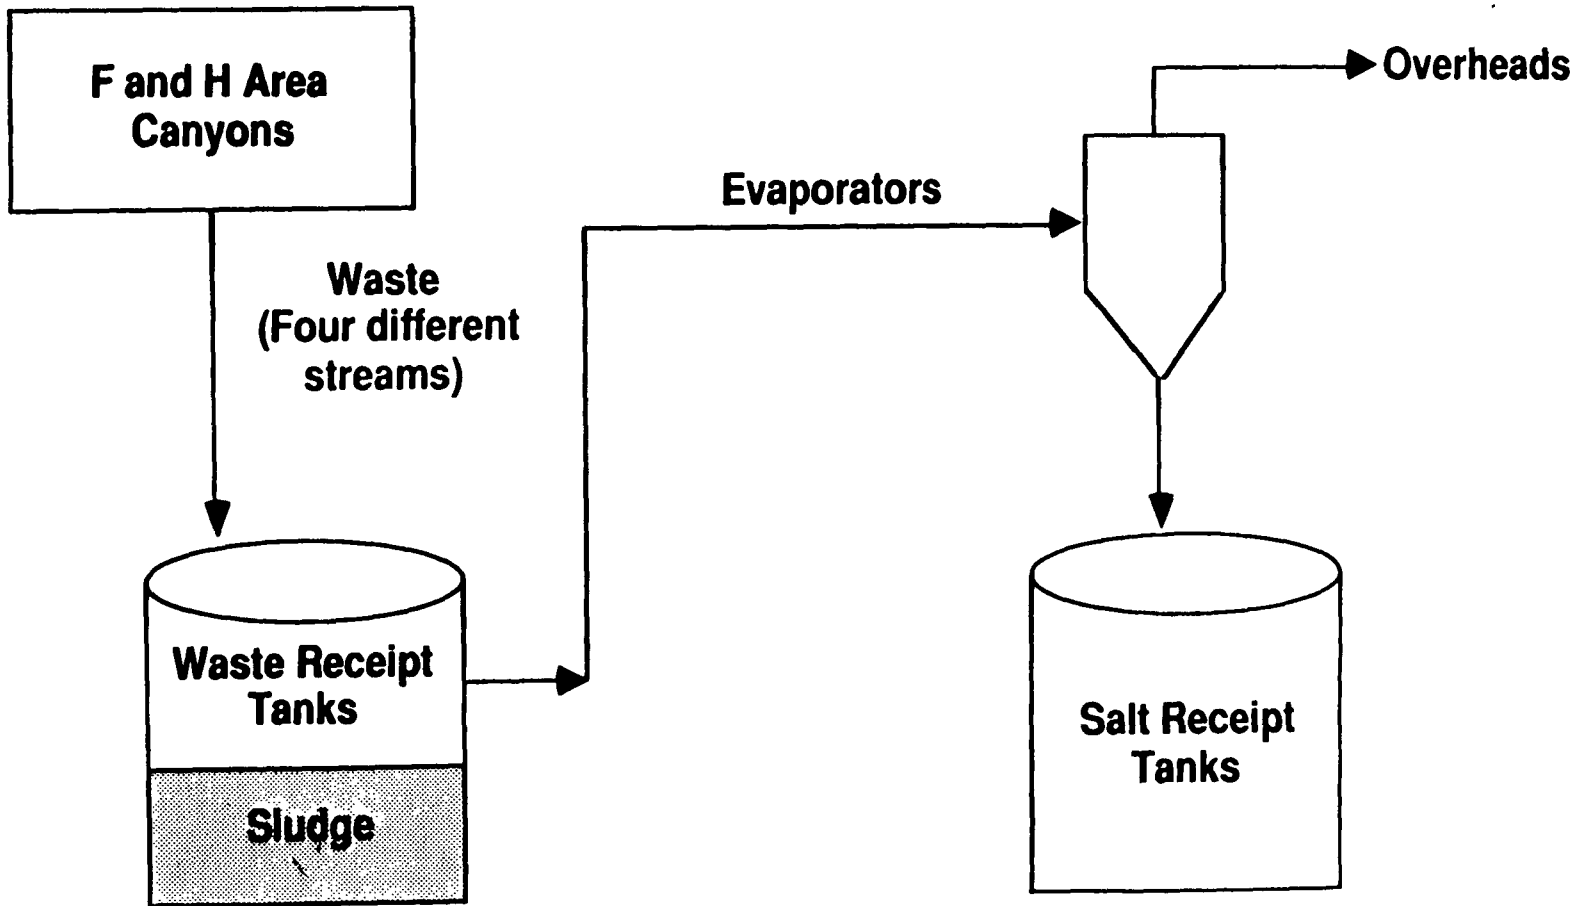 F and H Area
Canyons
Overheads
Evaporators
Waste
(Four different
streams)
Waste Receipt
Tanks
Sludge
Salt Receipt
Tanks